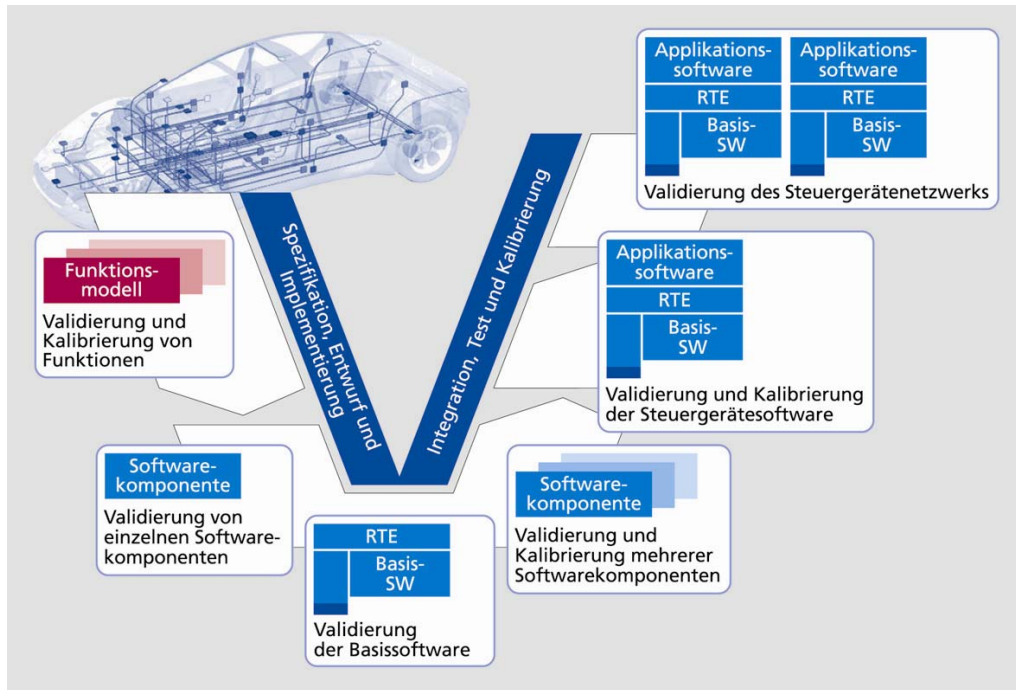 Applikations-
software
RTE
Basis-
SW
Applikations-
software
RTE
Basis-
SW
Validierung des Steuergerätenetzwerks
Spezifikation, Entwurf und
Implementierung
Integration, Test und Kalibrierung
Funktions-
modell
Validierung und
Kalibrierung von
Funktionen
Applikations-
software
RTE
Basis-
SW
Validierung und Kalibrierung
der Steuergerätesoftware
Software-
komponente
Validierung von
einzelnen Software-
komponenten
RTE
Basis-
SW
Validierung
der Basissoftware
Software-
komponente
Validierung und
Kalibrierung mehrerer
Softwarekomponenten